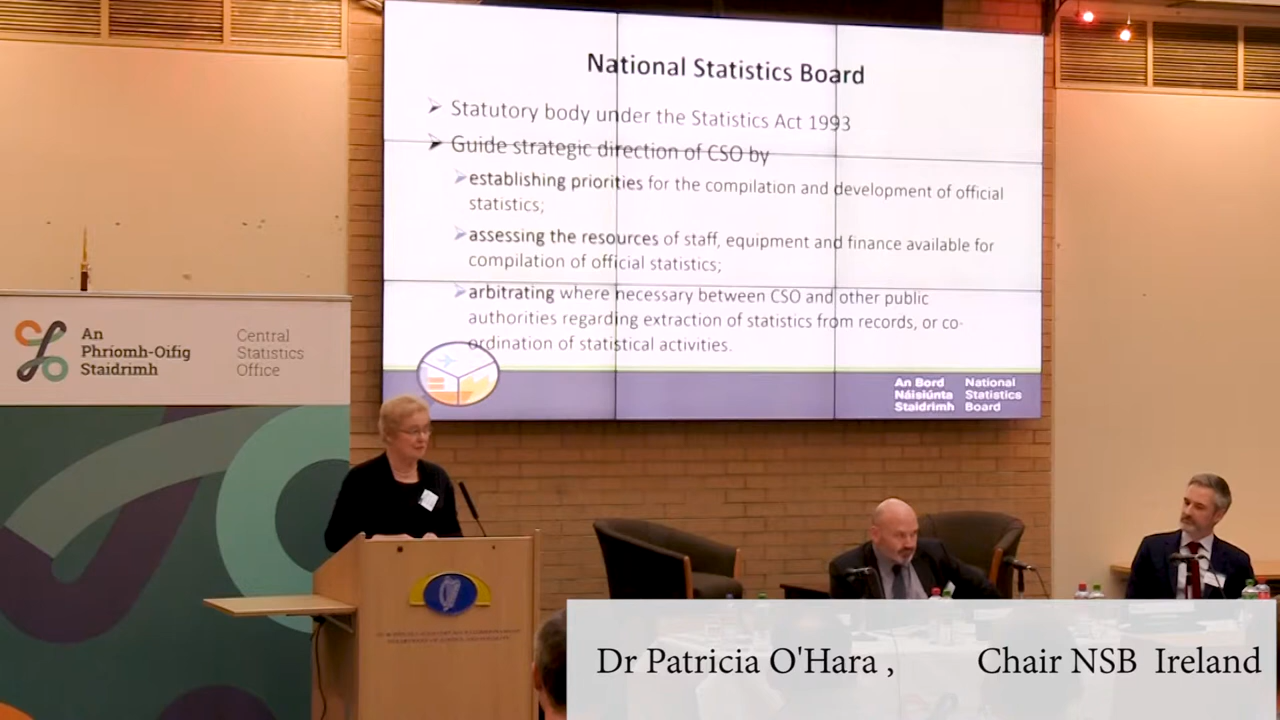 National Statistics Board
➢ Statutory body under the Statistics Act 1993
➢ Guide strategic direction of CSO by
➢establishing priorities for the compilation and development of official
statistics;
➢assessing the resources of staff, equipment and finance available for
compilation of official statistics;
➢arbitrating where necessary between CSO and other public
authorities regarding extraction of statistics from records, or co-
ordination of statistical activities.
An Bord
Náisiúnta
Staidrimh
National
Statistics
Board
An
Phríomh-Oifig
Staidrimh
Central
Statistics
Office
Dr Patricia O'Hara , Chair NSB Ireland